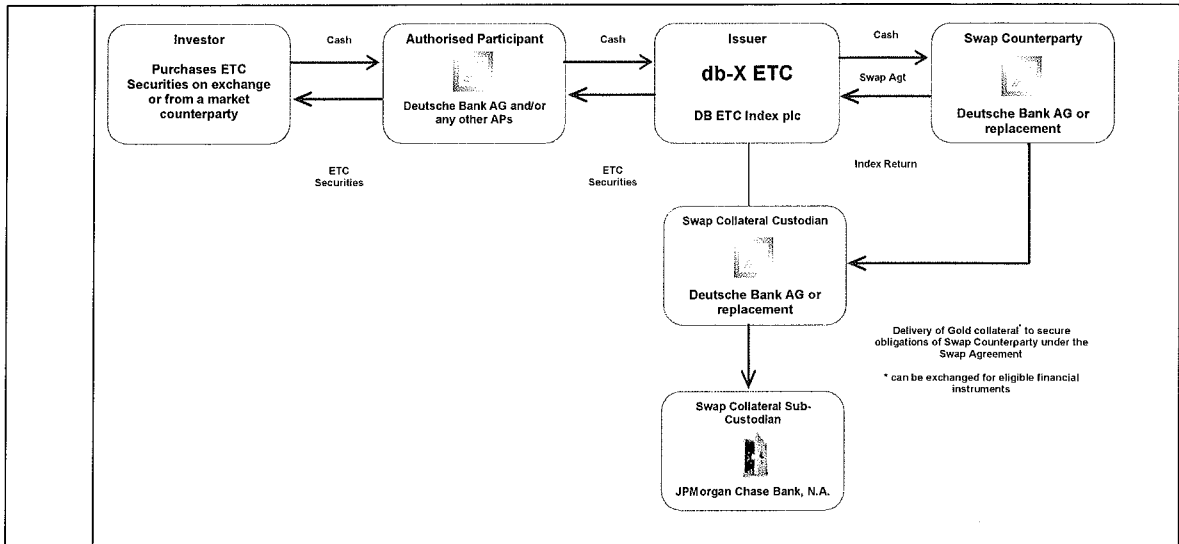 Investor
Purchases ETC
Securities on exchange
or from a market
counterparty
Cash
Authorised Participant
Deutsche Bank AG and/or
any other APs
Cash
Issuer
db-X ETC
DB ETC Index plc
Cash
Swap Agt
Swap Counterparty
Deutsche Bank AG or
replacement
ETC
Securities
ETC
Securities
Index Return
Swap Collateral Custodian
Deutsche Bank AG or
replacement
Delivery of Gold collateral* to secure
obligations of Swap Counterparty under the
Swap Agreement
* can be exchanged for eligible financial
instruments
Swap Collateral Sub-
Custodian
JPMorgan Chase Bank, N.A.